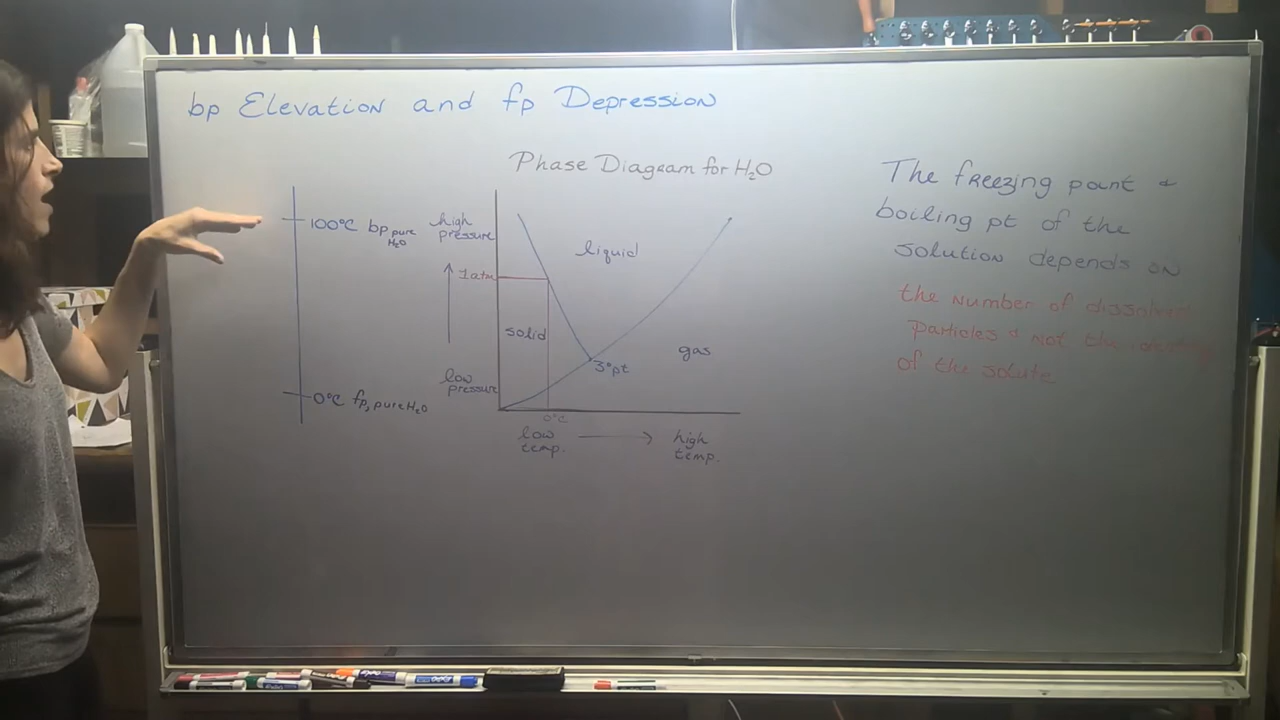 bp Elevation and fp Depression
Phase Diagram for H₂O
100°C bp pure H₂O
0°C fp, pure H₂O
high pressure
1 atm
low pressure
liquid
solid
gas
3°pt
0°C
low temp.
high temp.
The freezing point &
boiling pt of the
solution depends on
the number of dissolved
particles & not the
of the solute